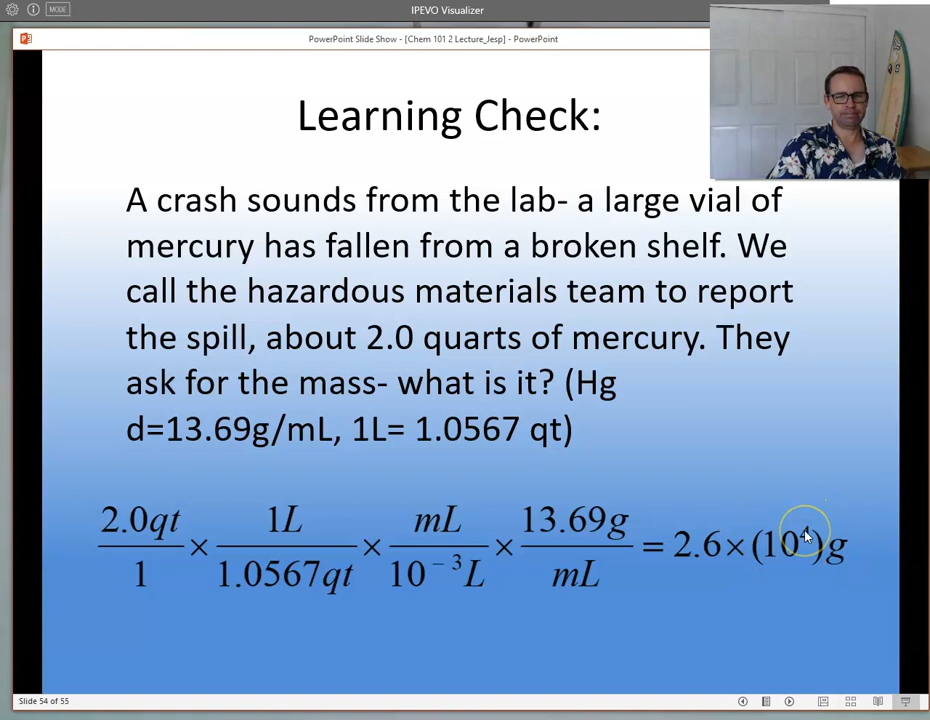 MODE
IPEVO Visualizer
PowerPoint Slide Show - [Chem 101 2 Lecture_Jesp] - PowerPoint
Learning Check:
A crash sounds from the lab- a large vial of
mercury has fallen from a broken shelf. We
call the hazardous materials team to report
the spill, about 2.0 quarts of mercury. They
ask for the mass- what is it? (Hg
d=13.69g/mL, 1L= 1.0567 qt)
2.0qt/1 × 1L/1.0567qt × mL/10⁻³L × 13.69g/mL = 2.6×(10⁴)g
Slide 54 of 55